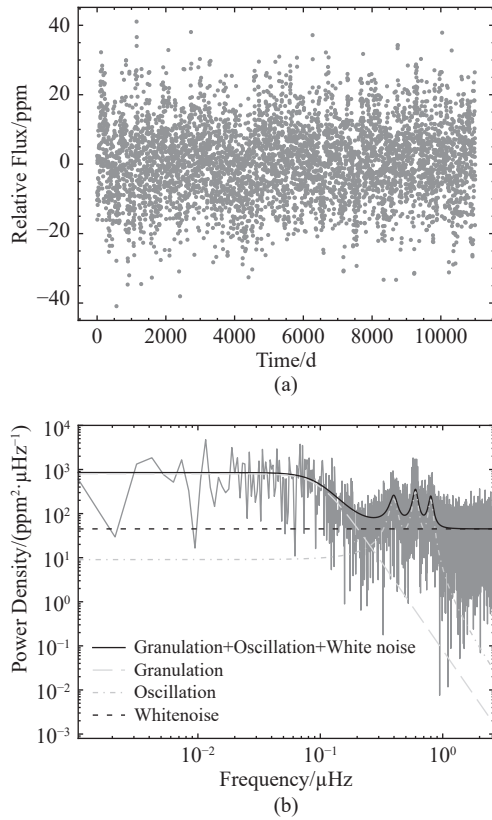 40
20
0
−20
−40
Relative Flux/ppm
0 2000 4000 6000 8000 10000
Time/d
(a)
10⁴
10³
10²
10¹
10⁰
10⁻¹
10⁻²
10⁻³
Power Density/(ppm²·μHz⁻¹)
Granulation+Oscillation+White noise
Granulation
Oscillation
Whitenoise
10⁻² 10⁻¹ 10⁰
Frequency/μHz
(b)